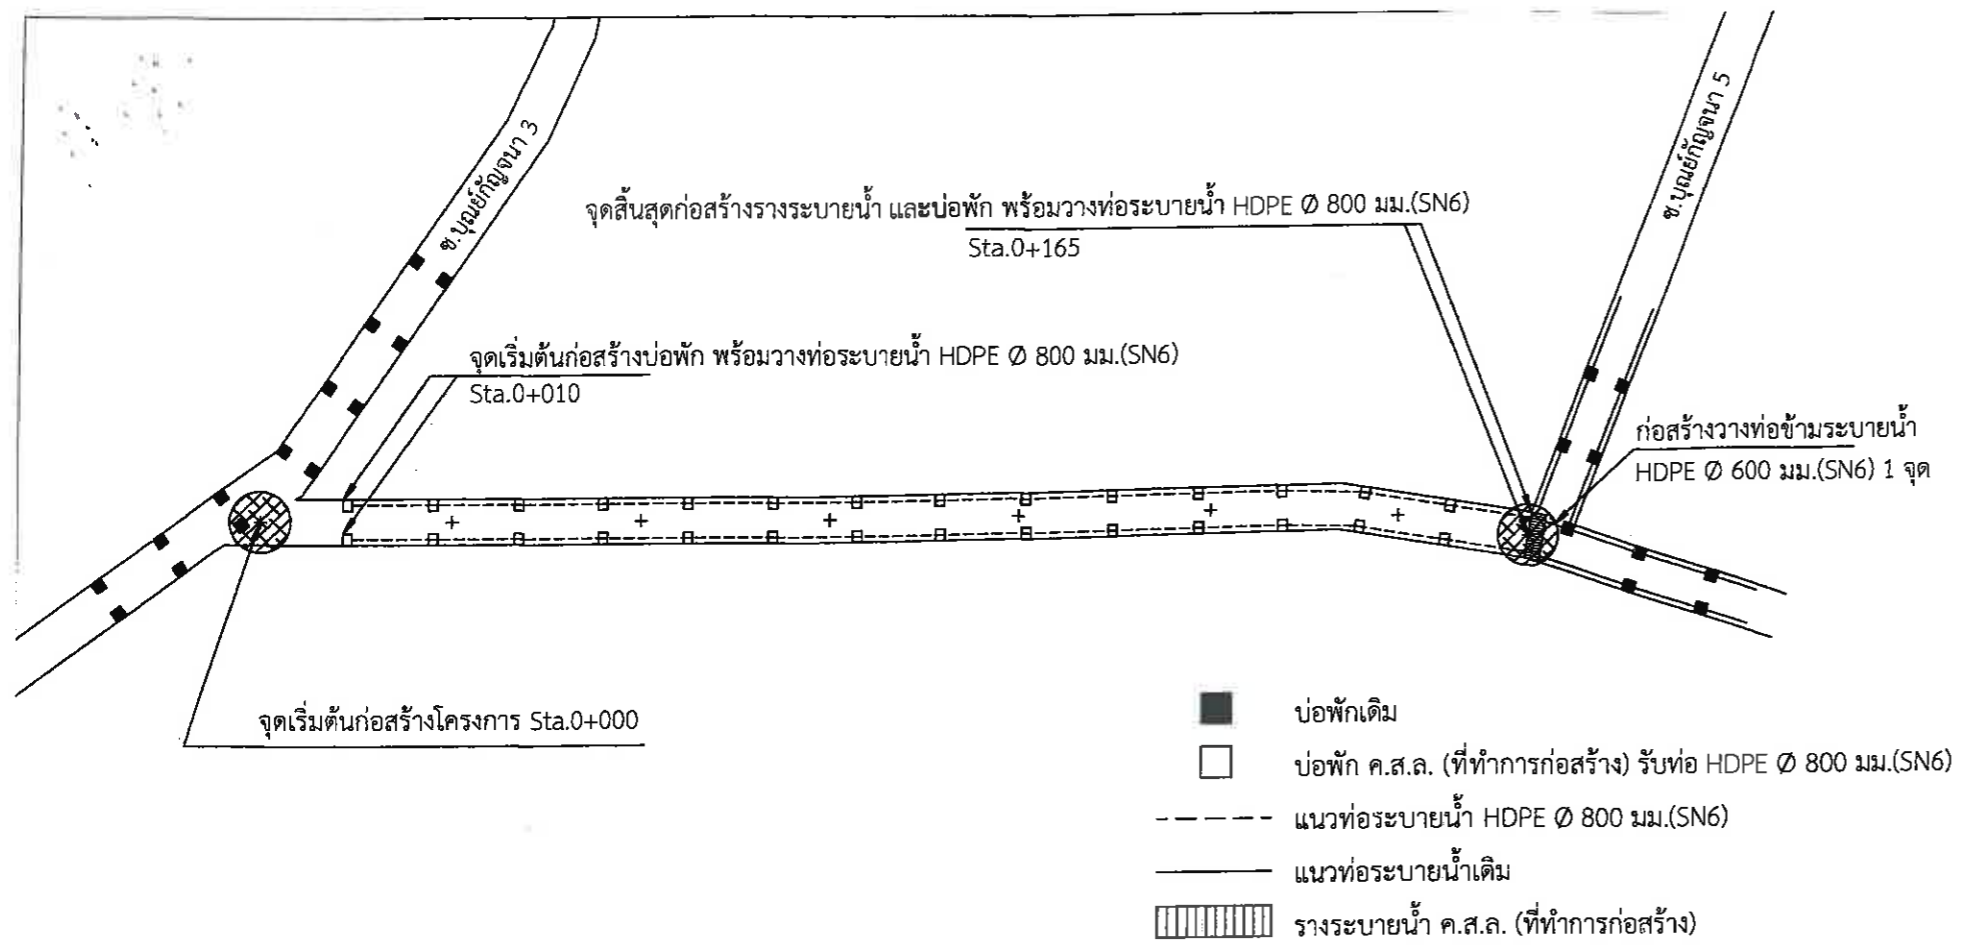 ซ.บุณย์กัญจนา 3
ซ.บุณย์กัญจนา 5
จุดสิ้นสุดก่อสร้างรางระบายน้ำ และบ่อพัก พร้อมวางท่อระบายน้ำ HDPE Ø 800 มม.(SN6)
Sta.0+165
จุดเริ่มต้นก่อสร้างบ่อพัก พร้อมวางท่อระบายน้ำ HDPE Ø 800 มม.(SN6)
Sta.0+010
ก่อสร้างวางท่อข้ามระบายน้ำ
HDPE Ø 600 มม.(SN6) 1 จุด
จุดเริ่มต้นก่อสร้างโครงการ Sta.0+000
บ่อพักเดิม
บ่อพัก ค.ส.ล. (ที่ทำการก่อสร้าง) รับท่อ HDPE Ø 800 มม.(SN6)
แนวท่อระบายน้ำ HDPE Ø 800 มม.(SN6)
แนวท่อระบายน้ำเดิม
รางระบายน้ำ ค.ส.ล. (ที่ทำการก่อสร้าง)